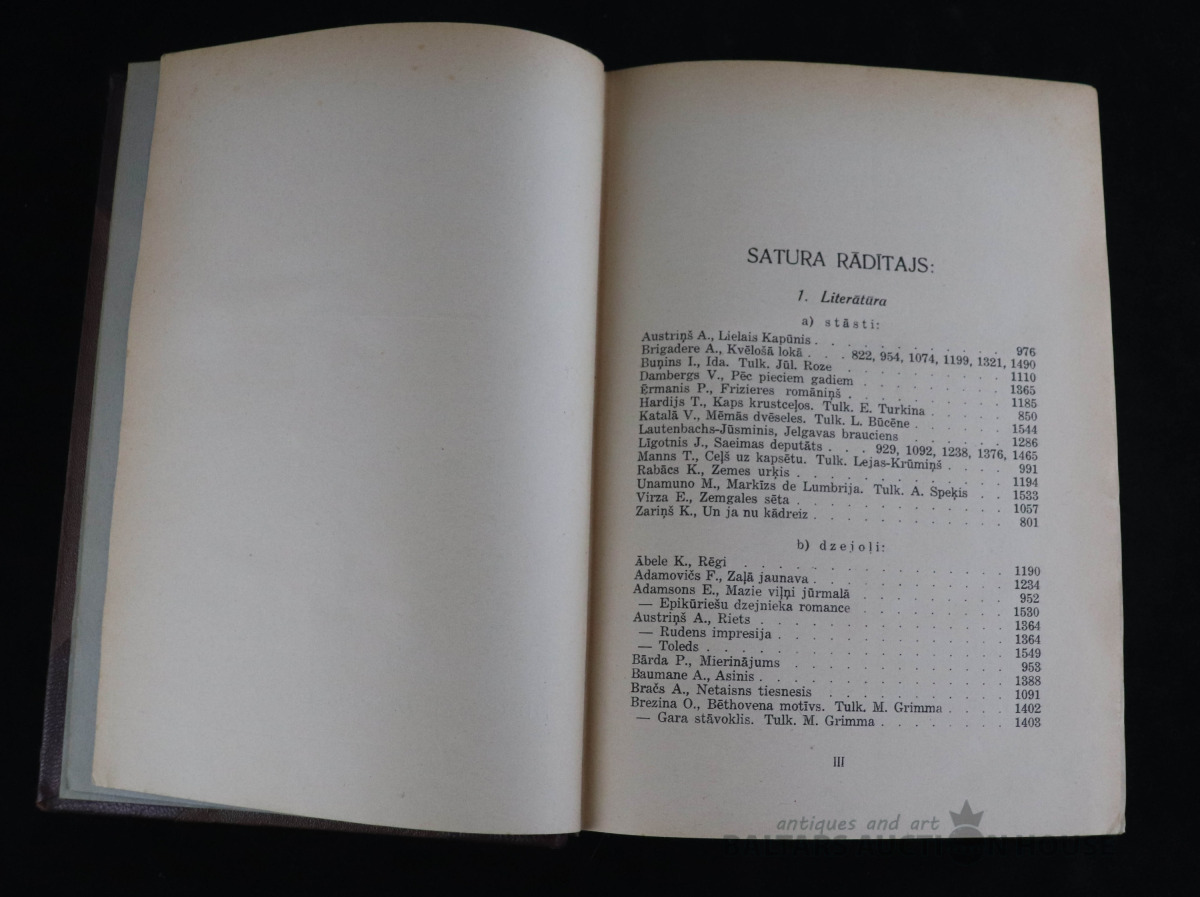 SATURA RĀDĪTAJS:
1. Literātūra
a) stāsti:
Austriņš A., Lielais Kapūnis . . . . . . . . . . . 976
Brigadere A., Kvēlošā lokā . . . 822, 954, 1074, 1199, 1321, 1490
Buņins I., Ida. Tulk. Jūl. Roze . . . . . . . . . . 1110
Dambergs V., Pēc pieciem gadiem . . . . . . . . . 1365
Ērmanis P., Frizieres romāniņš . . . . . . . . . . 1185
Hardijs T., Kaps krustceļos. Tulk. E. Turkina . . . . 850
Katalā V., Mēmās dvēseles. Tulk. L. Būcēne . . . . . 1544
Lautenbachs-Jūsminis, Jelgavas brauciens . . . . . . 1286
Līgotnis J., Saeimas deputāts . . . 929, 1092, 1238, 1376, 1465
Manns T., Ceļš uz kapsētu. Tulk. Lejas-Krūmiņš . . . 991
Rabācs K., Zemes urķis . . . . . . . . . . . . 1194
Unamuno M., Markīzs de Lumbrija. Tulk. A. Speķis . . 1533
Virza E., Zemgales sēta . . . . . . . . . . . . 1057
Zariņš K., Un ja nu kādreiz . . . . . . . . . . . 801
b) dzejoļi:
Ābele K., Rēgi . . . . . . . . . . . . . . 1190
Adamovičs F., Zaļā jaunava . . . . . . . . . . . 1234
Adamsons E., Mazie viļņi jūrmalā . . . . . . . . . 952
— Epikūriešu dzejnieka romance . . . . . . . . . 1530
Austriņš A., Riets . . . . . . . . . . . . . 1364
— Rudens impresija . . . . . . . . . . . . . 1364
— Toleds . . . . . . . . . . . . . . . . 1549
Bārda P., Mierinājums . . . . . . . . . . . . 953
Baumane A., Asinis . . . . . . . . . . . . . 1388
Bračs A., Netaisns tiesnesis . . . . . . . . . . 1091
Brezina O., Bēthovena motīvs. Tulk. M. Grimma . . . . 1402
— Gara stāvoklis. Tulk. M. Grimma . . . . . . . . 1403
III
antiques and art
BALTARS AUCTION HOUSE